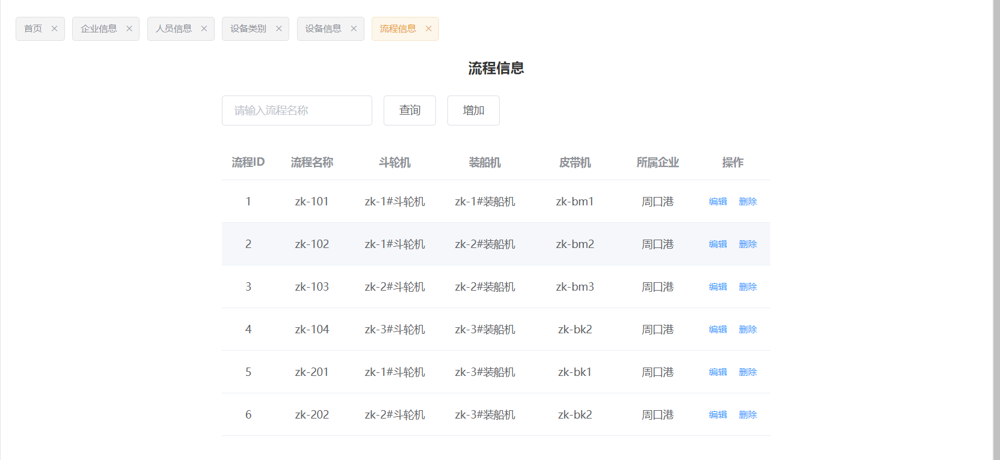 首页 企业信息 人员信息 设备类别 设备信息 流程信息
流程信息
请输入流程名称 查询 增加
流程ID 流程名称 斗轮机 装船机 皮带机 所属企业 操作
1 zk-101 zk-1#斗轮机 zk-1#装船机 zk-bm1 周口港 编辑 删除
2 zk-102 zk-1#斗轮机 zk-2#装船机 zk-bm2 周口港 编辑 删除
3 zk-103 zk-2#斗轮机 zk-2#装船机 zk-bm3 周口港 编辑 删除
4 zk-104 zk-3#斗轮机 zk-3#装船机 zk-bk2 周口港 编辑 删除
5 zk-201 zk-1#斗轮机 zk-3#装船机 zk-bk1 周口港 编辑 删除
6 zk-202 zk-2#斗轮机 zk-3#装船机 zk-bk2 周口港 编辑 删除